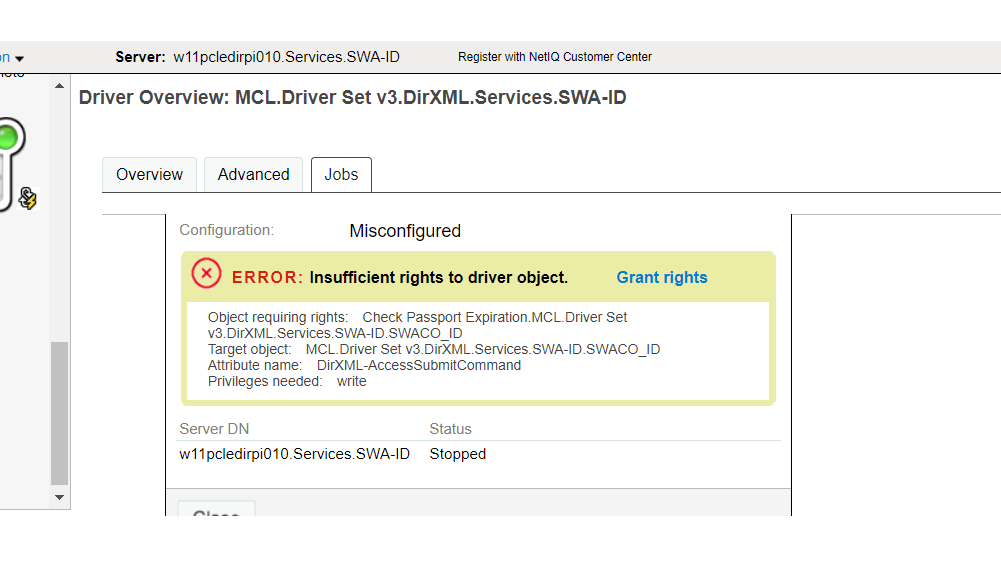 on
Server: w11pcledirpi010.Services.SWA-ID
Register with NetIQ Customer Center
Driver Overview: MCL.Driver Set v3.DirXML.Services.SWA-ID
Overview Advanced Jobs
Configuration: Misconfigured
ERROR: Insufficient rights to driver object. Grant rights
Object requiring rights: Check Passport Expiration.MCL.Driver Set
v3.DirXML.Services.SWA-ID.SWACO_ID
Target object: MCL.Driver Set v3.DirXML.Services.SWA-ID.SWACO_ID
Attribute name: DirXML-AccessSubmitCommand
Privileges needed: write
Server DN Status
w11pcledirpi010.Services.SWA-ID Stopped
Close